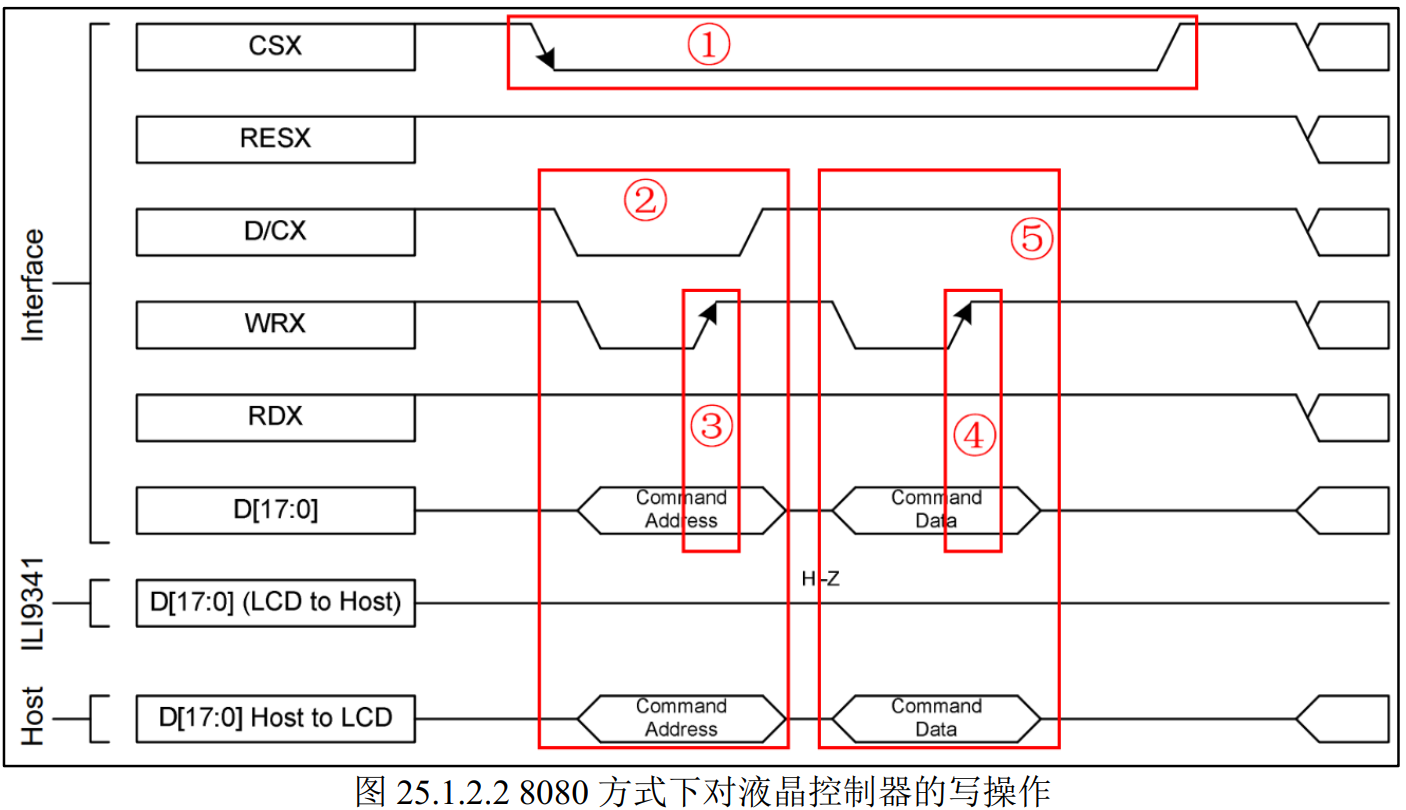 CSX
①
RESX
②
D/CX
⑤
Interface
WRX
RDX
③
④
D[17:0]
Command
Address
Command
Data
H-Z
ILI9341
D[17:0] (LCD to Host)
Host
D[17:0] Host to LCD
Command
Address
Command
Data
图 25.1.2.2 8080 方式下对液晶控制器的写操作